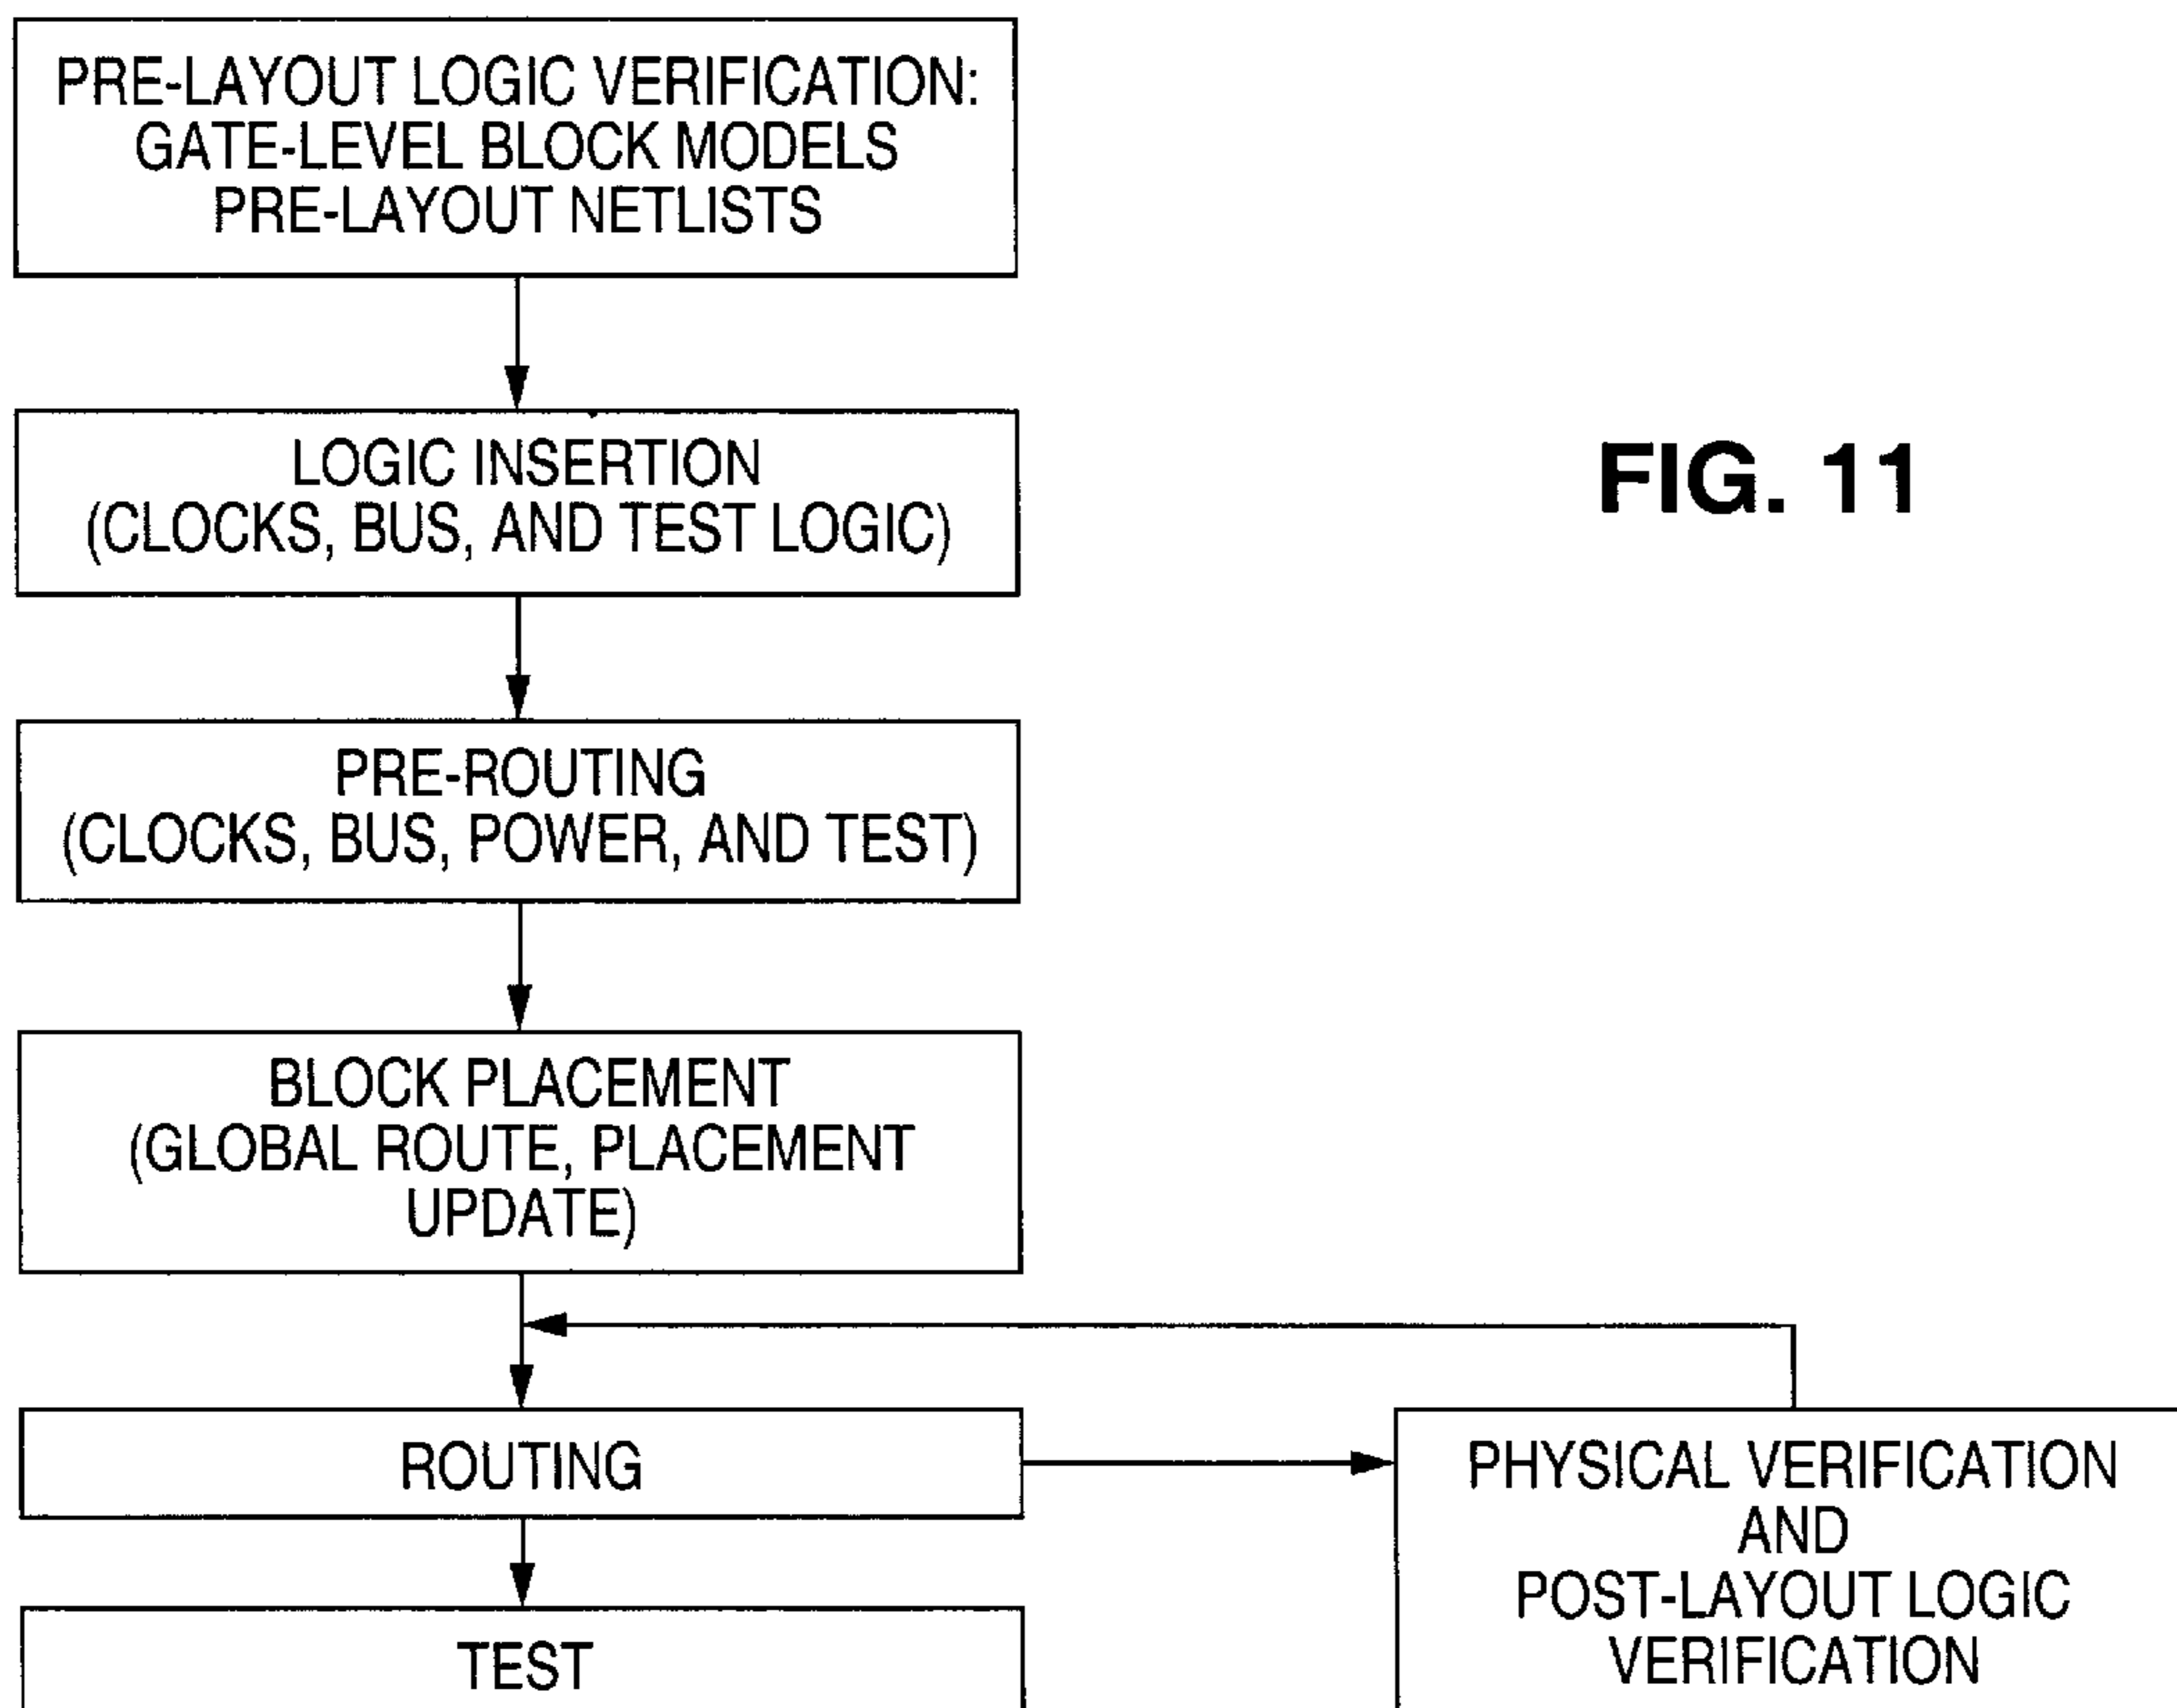 PRE-LAYOUT LOGIC VERIFICATION:
GATE-LEVEL BLOCK MODELS
PRE-LAYOUT NETLISTS
LOGIC INSERTION
(CLOCKS, BUS, AND TEST LOGIC)
FIG. 11
PRE-ROUTING
(CLOCKS, BUS, POWER, AND TEST)
BLOCK PLACEMENT
(GLOBAL ROUTE, PLACEMENT
UPDATE)
ROUTING
PHYSICAL VERIFICATION
AND
POST-LAYOUT LOGIC
VERIFICATION
TEST